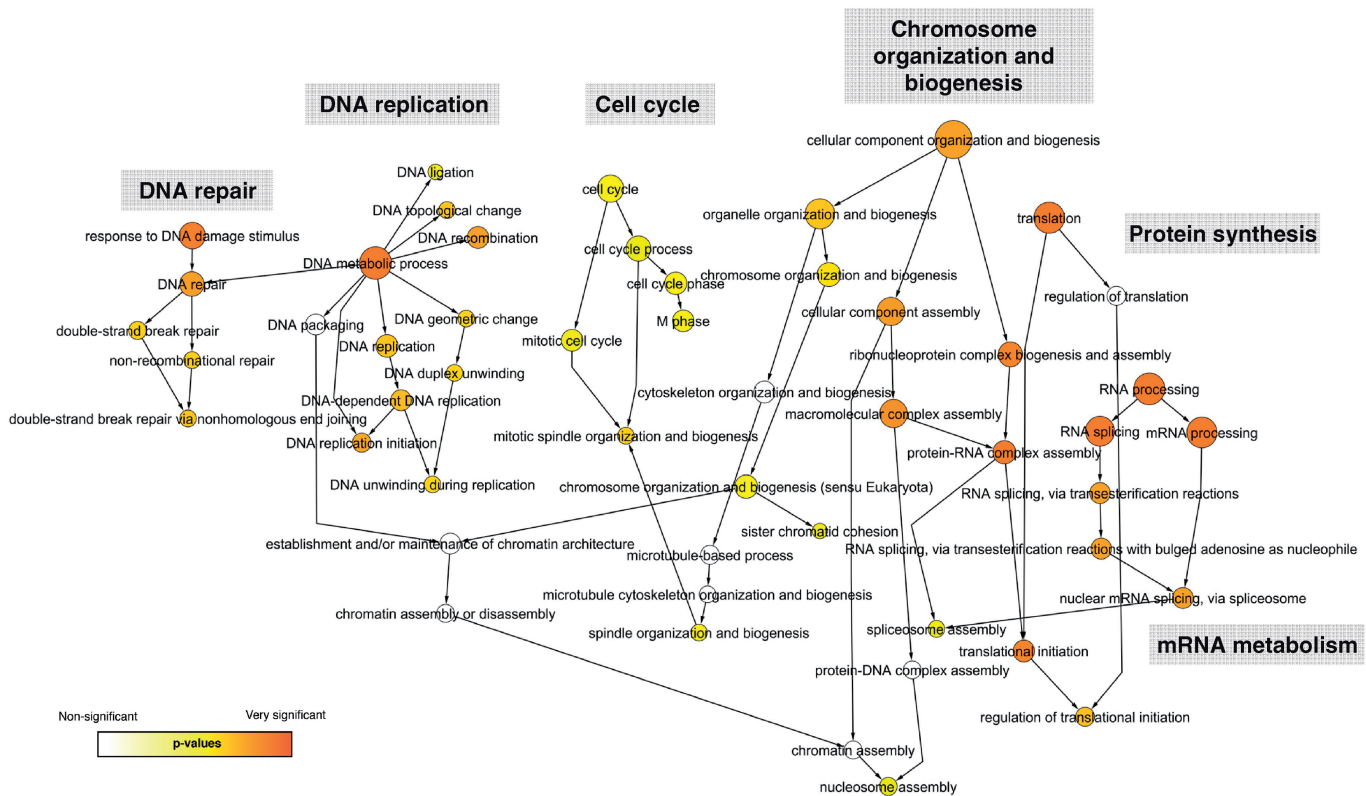 Chromosome
organization and
biogenesis
DNA replication
Cell cycle
cellular component organization and biogenesis
DNA ligation
DNA repair
cell cycle
DNA topological change
organelle organization and biogenesis
translation
response to DNA damage stimulus
DNA recombination
Protein synthesis
cell cycle process
DNA metabolic process
chromosome organization and biogenesis
DNA repair
cell cycle phase
regulation of translation
cellular component assembly
DNA packaging
DNA geometric change
M phase
double-strand break repair
mitotic cell cycle
DNA replication
ribonucleoprotein complex biogenesis and assembly
non-recombinational repair
DNA duplex unwinding
RNA processing
cytoskeleton organization and biogenesis
DNA-dependent DNA replication
macromolecular complex assembly
double-strand break repair via nonhomologous end joining
RNA splicing
mRNA processing
mitotic spindle organization and biogenesis
DNA replication initiation
protein-RNA complex assembly
DNA unwinding during replication
chromosome organization and biogenesis (sensu Eukaryota)
RNA splicing, via transesterification reactions
sister chromatid cohesion
establishment and/or maintenance of chromatin architecture
RNA splicing, via transesterification reactions with bulged adenosine as nucleophile
microtubule-based process
microtubule cytoskeleton organization and biogenesis
nuclear mRNA splicing, via spliceosome
chromatin assembly or disassembly
spliceosome assembly
spindle organization and biogenesis
mRNA metabolism
translational initiation
protein-DNA complex assembly
Non-significant
Very significant
regulation of translational initiation
p-values
chromatin assembly
nucleosome assembly